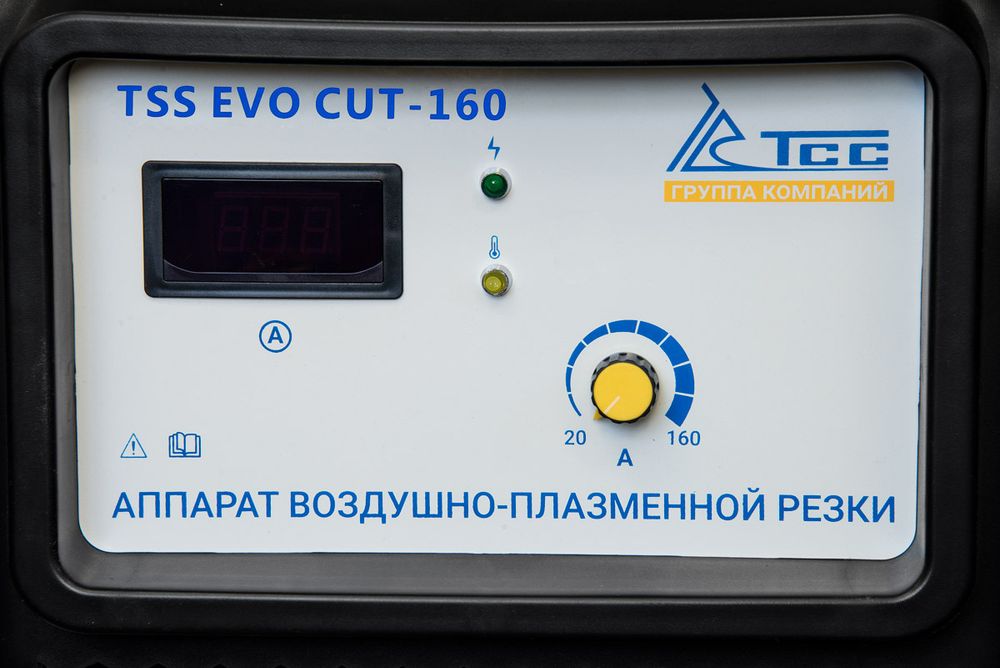 TSS EVO CUT-160
ТСС
ГРУППА КОМПАНИЙ
A
20
160
A
АППАРАТ ВОЗДУШНО-ПЛАЗМЕННОЙ РЕЗКИ